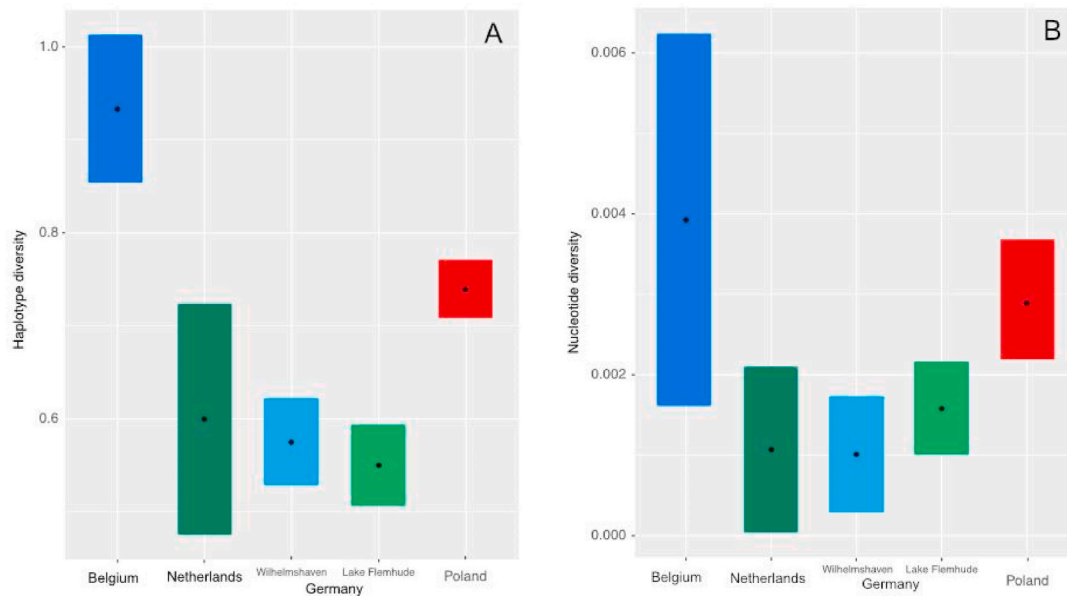 A
1.0
0.8
0.6
Haplotype diversity
Belgium
Netherlands
Wilhelmshaven
Lake Flemhude
Poland
Germany
B
0.006
0.004
0.002
0.000
Nucleotide diversity
Belgium
Netherlands
Wilhelmshaven
Lake Flemhude
Poland
Germany